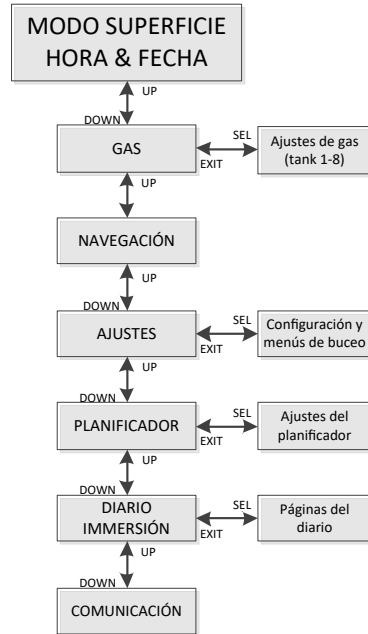 MODO SUPERFICIE
HORA & FECHA
UP
DOWN
GAS
SEL
EXIT
Ajustes de gas
(tank 1-8)
UP
NAVEGACIÓN
UP
DOWN
AJUSTES
SEL
EXIT
Configuración y
menús de buceo
UP
DOWN
PLANIFICADOR
SEL
EXIT
Ajustes del
planificador
UP
DOWN
DIARIO
IMMERSIÓN
SEL
EXIT
Páginas del
diario
UP
DOWN
COMUNICACIÓN